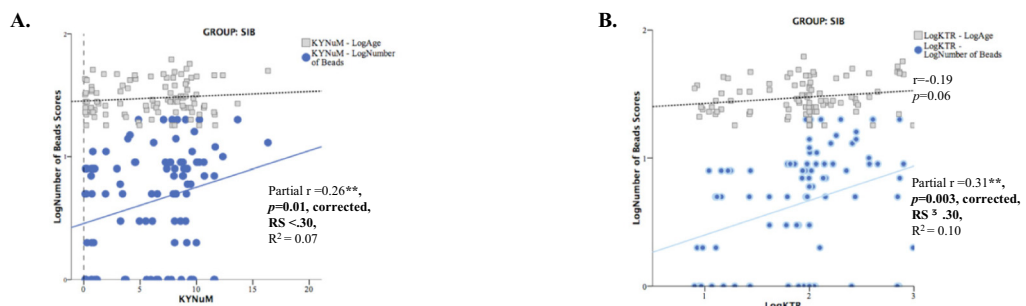 A.
GROUP: SIB
KYNuM - LogAge
KYNuM - LogNumber
of Beads
LogNumber of Beads Scores
2
1
0
0
5
10
15
20
KYNuM
Partial r =0.26**,
p=0.01, corrected,
RS <.30,
R² = 0.07
B.
GROUP: SIB
LogKTR - LogAge
LogKTR -
LogNumber of Beads
r=-0.19
p=0.06
LogNumber of Beads Scores
2
1
0
1
2
3
LogKTR
Partial r =0.31**,
p=0.003, corrected,
RS ³ .30,
R² = 0.10